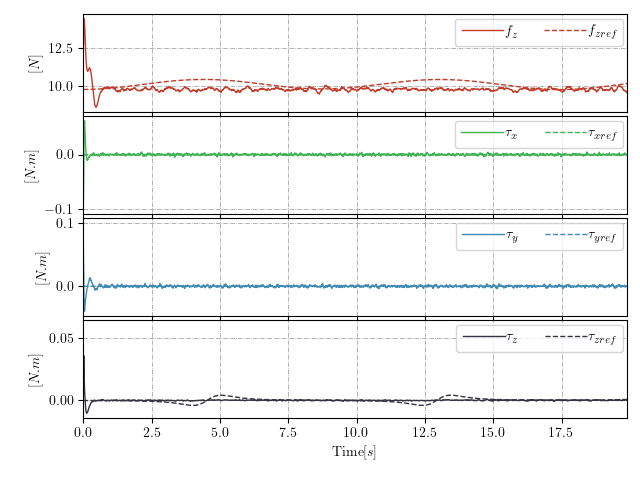 12.5
10.0
[N]
f_z f_zref
0.0
−0.1
[N.m]
τ_x τ_xref
0.1
0.0
[N.m]
τ_y τ_yref
0.05
0.00
[N.m]
τ_z τ_zref
0.0 2.5 5.0 7.5 10.0 12.5 15.0 17.5
Time[s]